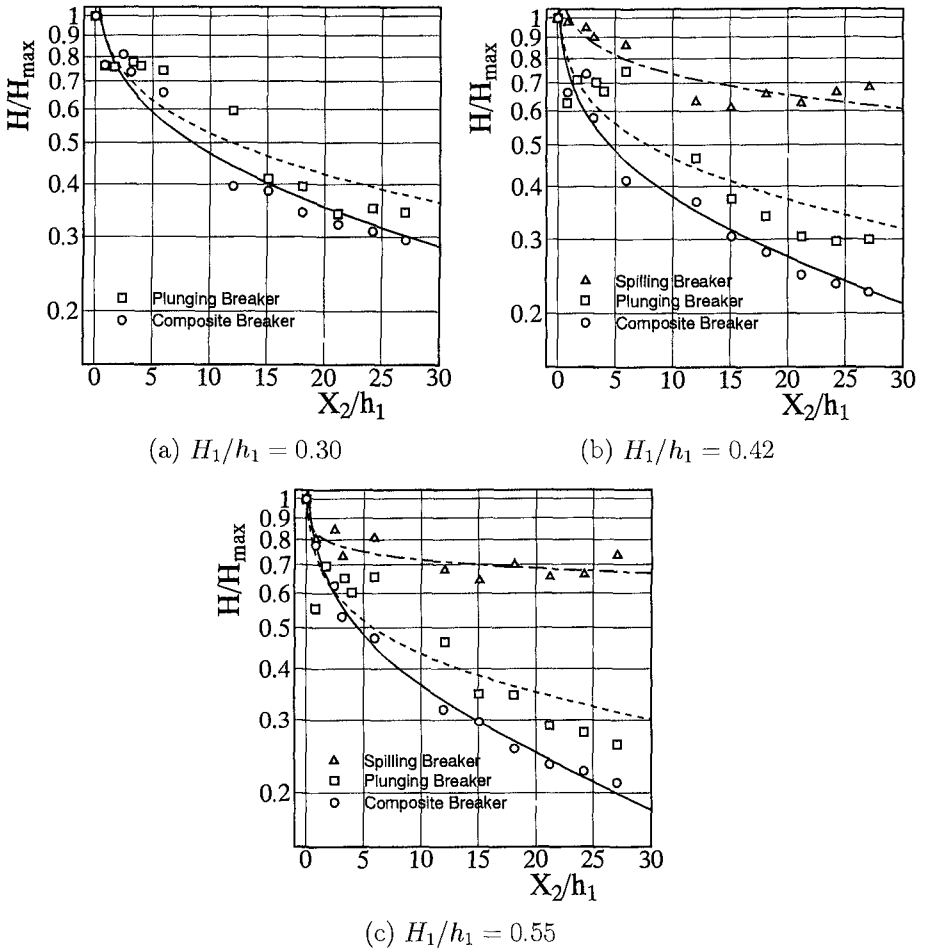 H/Hmax
1
0.9
0.8
0.7
0.6
0.5
0.4
0.3
0.2
Plunging Breaker
Composite Breaker
0 5 10 15 20 25 30
X2/h1
(a) H1/h1 = 0.30
H/Hmax
1
0.9
0.8
0.7
0.6
0.5
0.4
0.3
0.2
Spilling Breaker
Plunging Breaker
Composite Breaker
0 5 10 15 20 25 30
X2/h1
(b) H1/h1 = 0.42
H/Hmax
1
0.9
0.8
0.7
0.6
0.5
0.4
0.3
0.2
Spilling Breaker
Plunging Breaker
Composite Breaker
0 5 10 15 20 25 30
X2/h1
(c) H1/h1 = 0.55